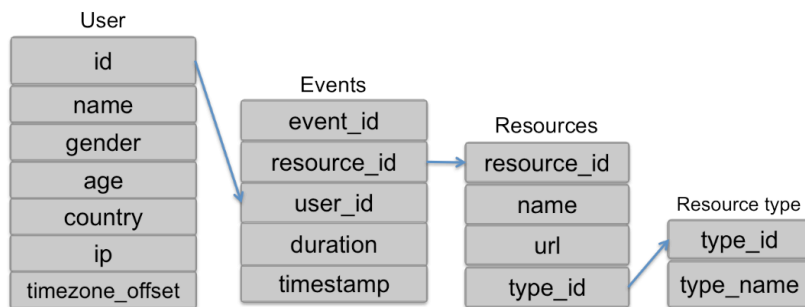 User
id
name
gender
age
country
ip
timezone_offset
Events
event_id
resource_id
user_id
duration
timestamp
Resources
resource_id
name
url
type_id
Resource type
type_id
type_name